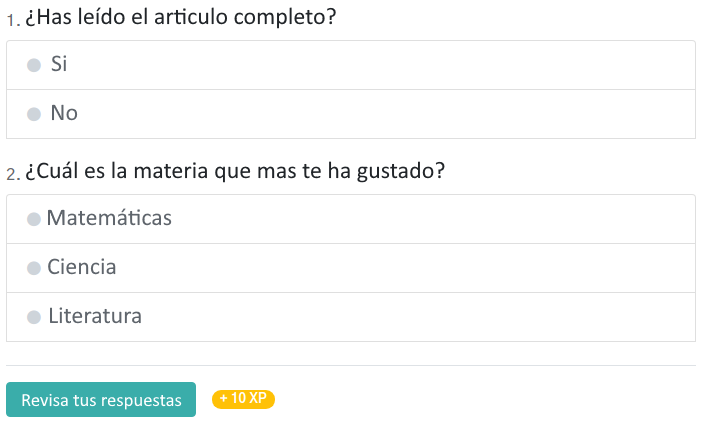 1. ¿Has leído el articulo completo?
Si
No
2. ¿Cuál es la materia que mas te ha gustado?
Matemáticas
Ciencia
Literatura
Revisa tus respuestas
+ 10 XP